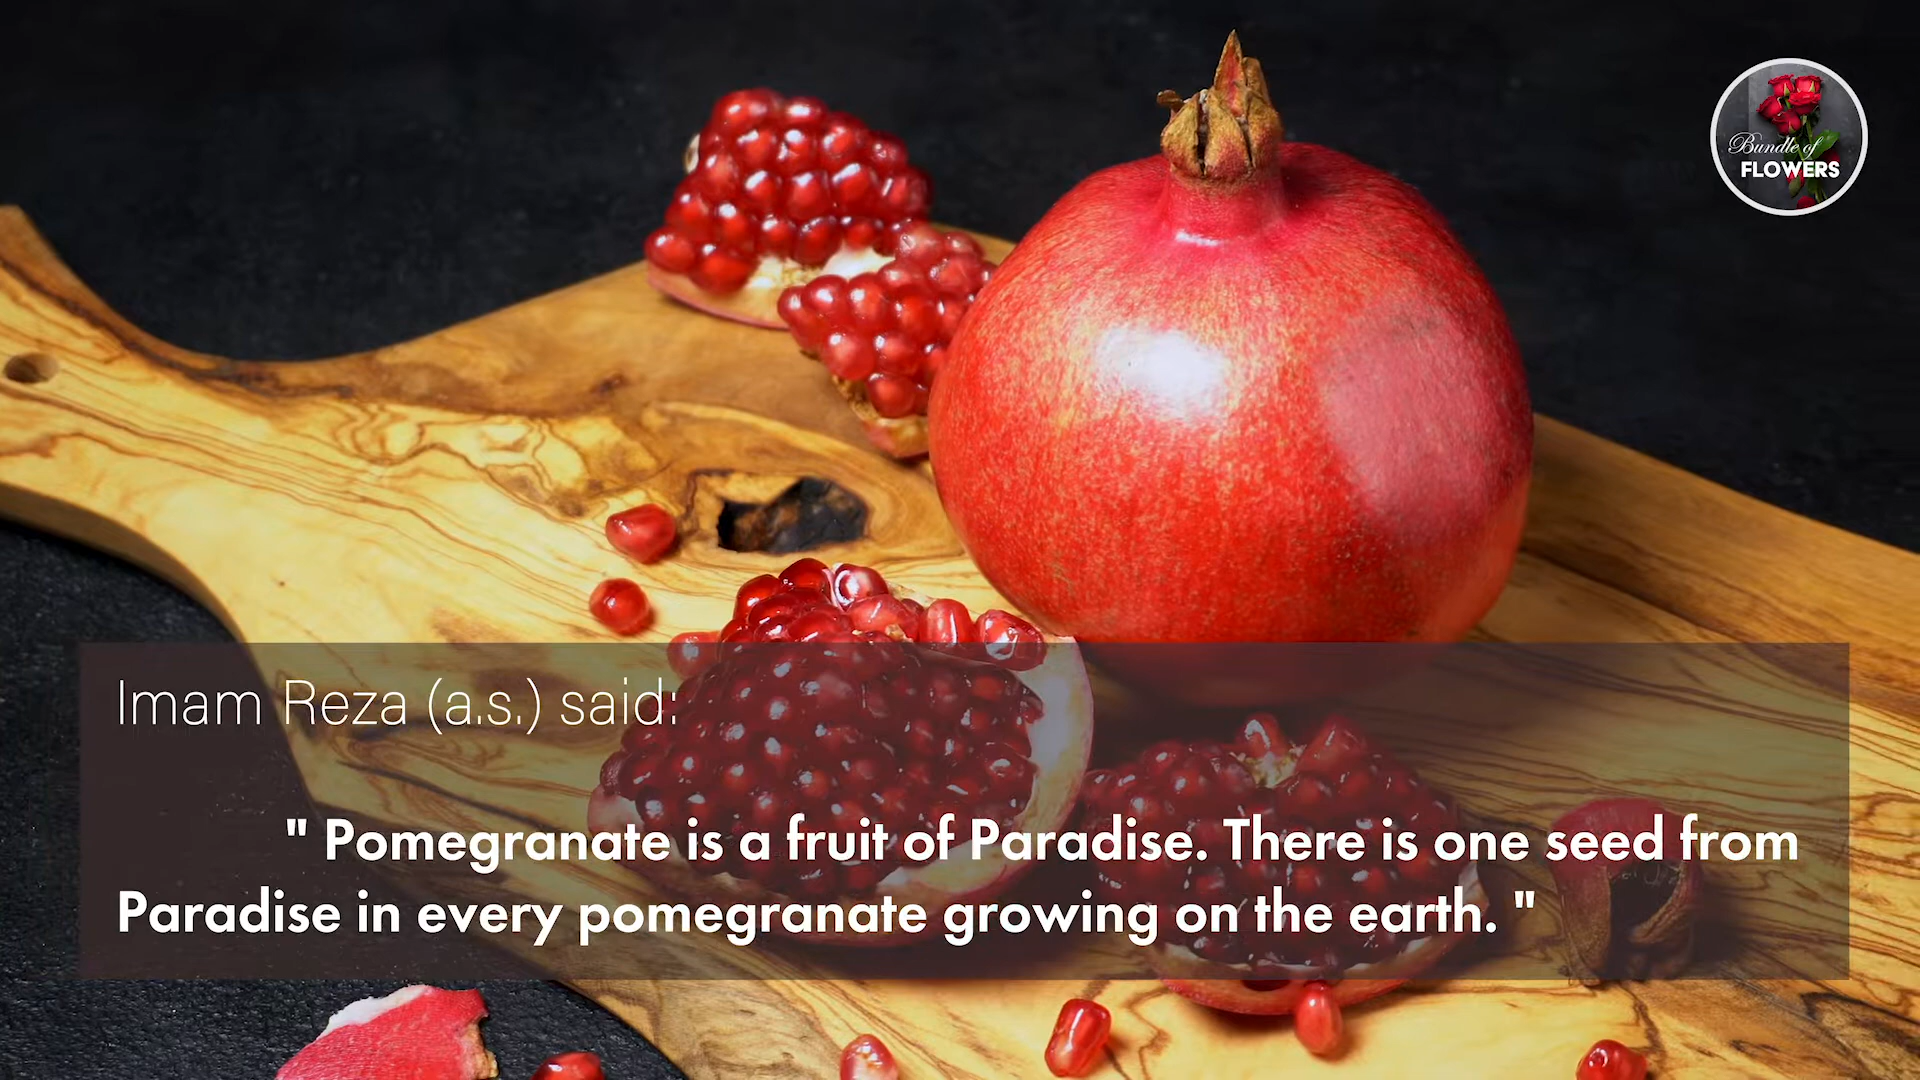 Bundle of
FLOWERS
Imam Reza (a.s.) said:
" Pomegranate is a fruit of Paradise. There is one seed from
Paradise in every pomegranate growing on the earth. "